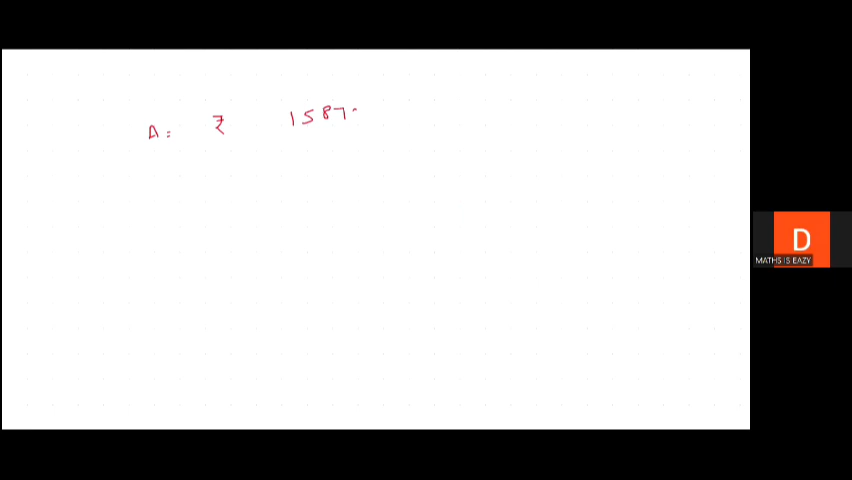 A = ₹ 1587.
D
MATHS IS EAZY